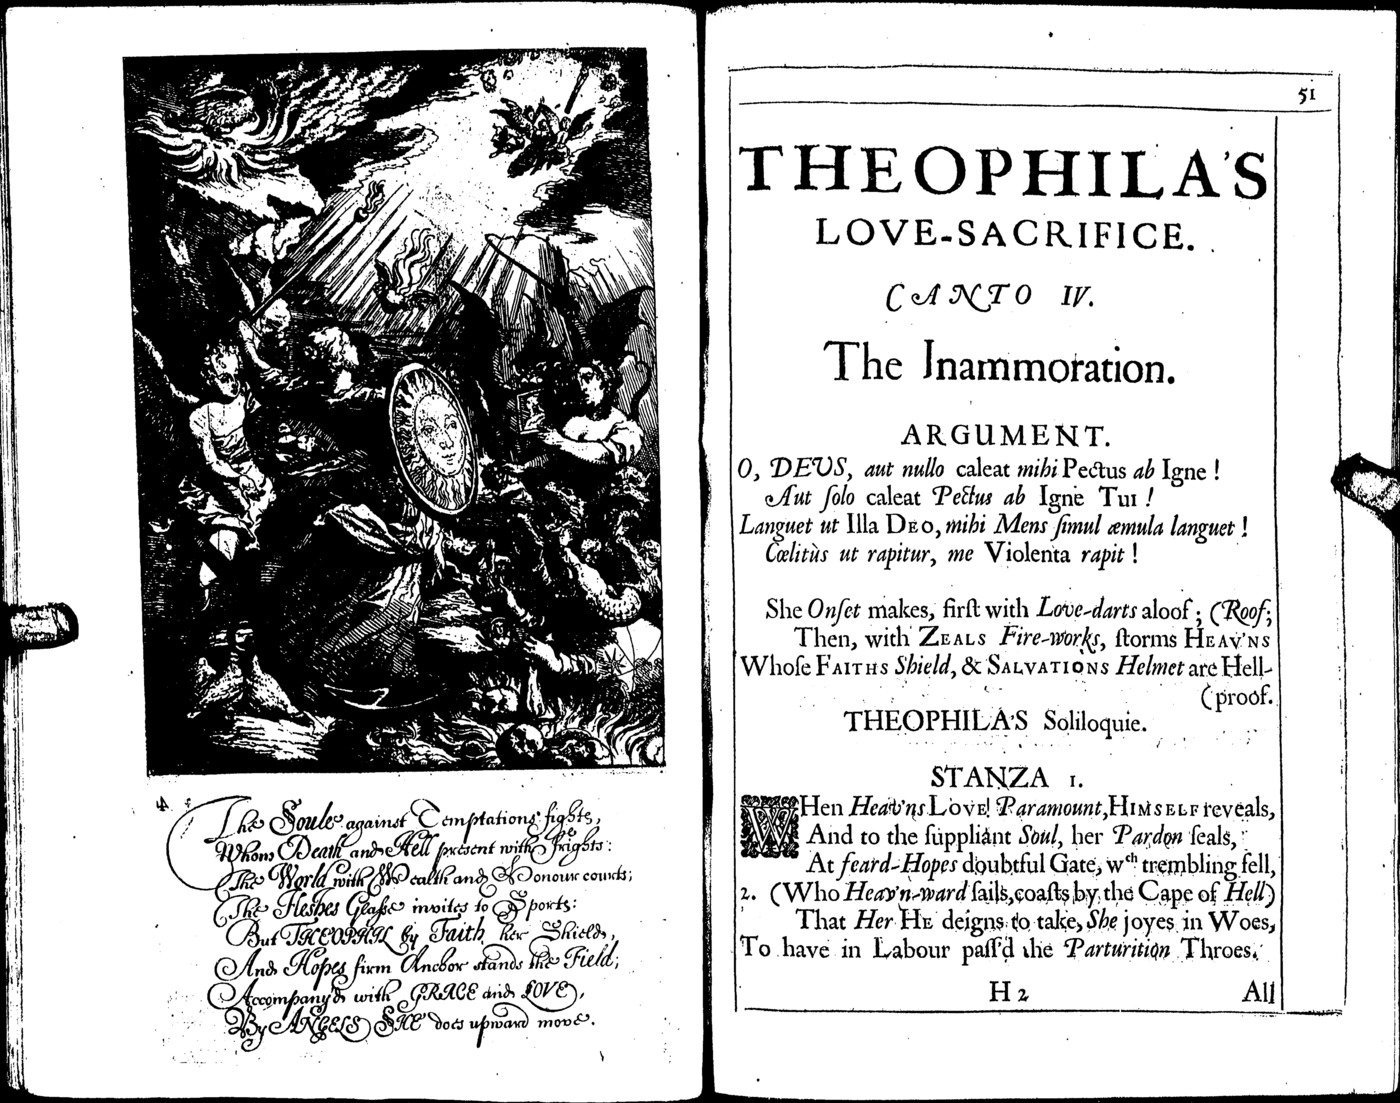 4
The Soule against Temptations fights,
Whom Death and Hell present with frights:
The World with Wealth and Honour courts;
The Fleshes Glasse invites to Sports:
But THEOPHIL by Faith her Shield,
And Hopes firm Anchor stands the Field;
Accompany'd with GRACE and LOVE,
By ANGELS SHE does upward move.
51
THEOPHILA'S
LOVE-SACRIFICE.
CANTO IV.
The Inammoration.
ARGUMENT.
O, DEUS, aut nullo caleat mihi Pectus ab Igne!
Aut ſolo caleat Pectus ab Igne Tui!
Languet ut Illa Deo, mihi Mens ſimul æmula languet!
Cœlitùs ut rapitur, me Violenta rapit!
She Onſet makes, firſt with Love-darts aloof; (Roof;
Then, with Zeals Fire-works, ſtorms Heav'ns
Whoſe Faiths Shield, & Salvations Helmet are Hell-
(proof.
THEOPHILA'S Soliloquie.
STANZA 1.
WHen Heav'ns Love! Paramount, Himself reveals,
And to the ſuppliant Soul, her Pardon ſeals,
At feard-Hopes doubtful Gate, wch trembling fell,
2. (Who Heav'n-ward ſails, coaſts by the Cape of Hell)
That Her He deigns to take, She joyes in Woes,
To have in Labour paſſ'd the Parturition Throes.
H 2
All